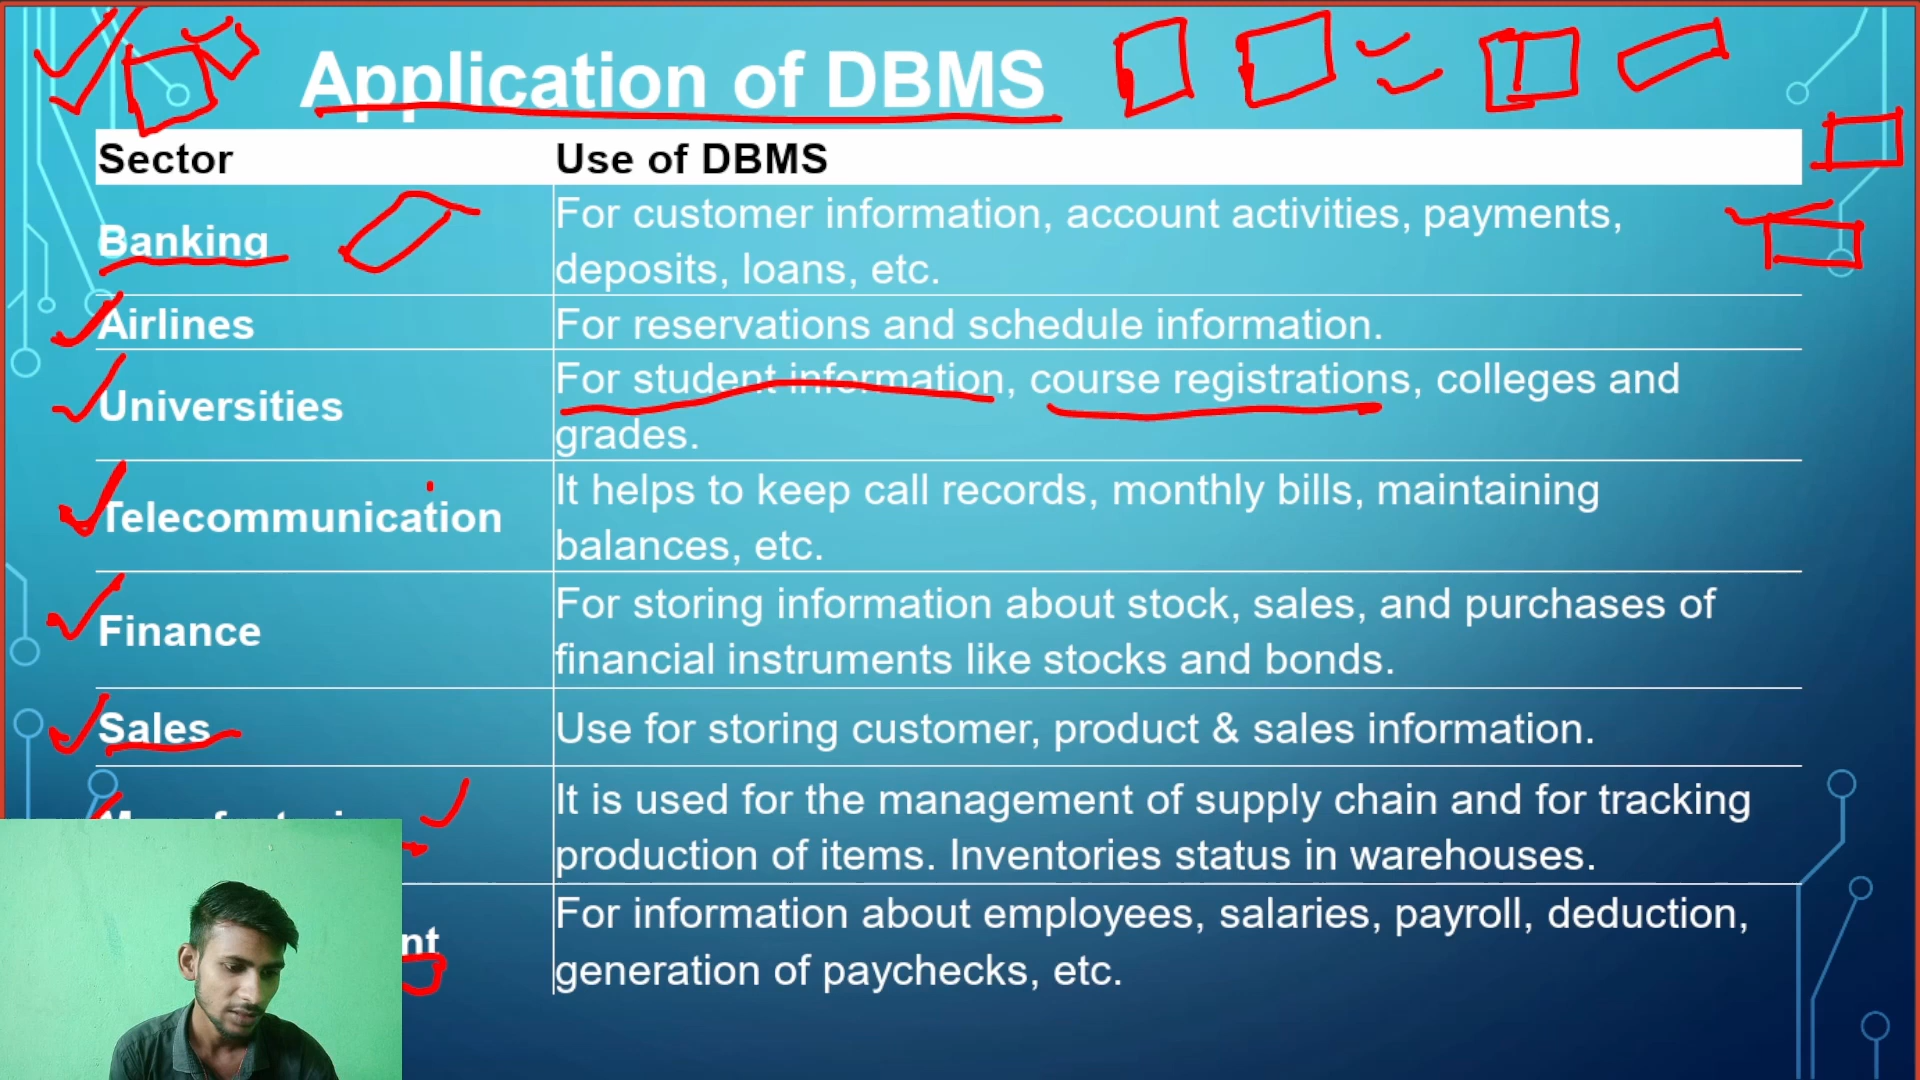 Application of DBMS
Sector Use of DBMS
Banking For customer information, account activities, payments,
deposits, loans, etc.
Airlines For reservations and schedule information.
Universities For student information, course registrations, colleges and
grades.
Telecommunication It helps to keep call records, monthly bills, maintaining
balances, etc.
Finance For storing information about stock, sales, and purchases of
financial instruments like stocks and bonds.
Sales Use for storing customer, product & sales information.
It is used for the management of supply chain and for tracking
production of items. Inventories status in warehouses.
For information about employees, salaries, payroll, deduction,
generation of paychecks, etc.